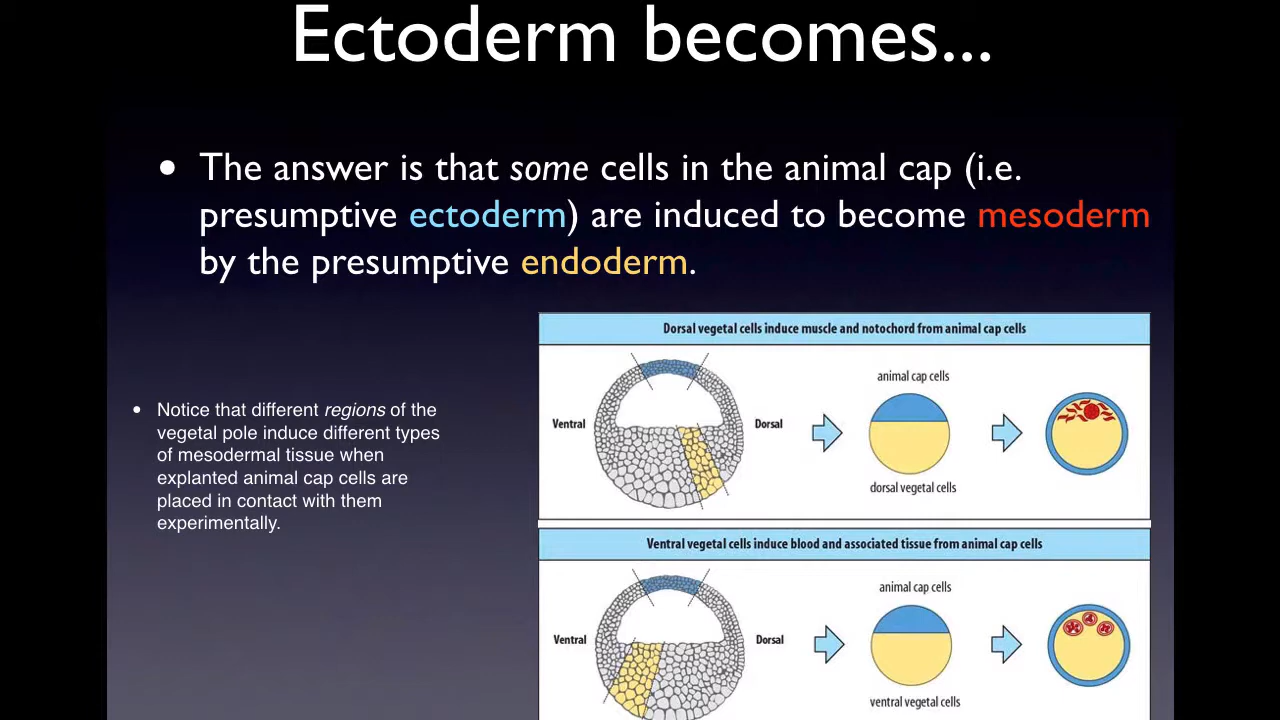 Ectoderm becomes...
• The answer is that some cells in the animal cap (i.e.
presumptive ectoderm) are induced to become mesoderm
by the presumptive endoderm.
• Notice that different regions of the
vegetal pole induce different types
of mesodermal tissue when
explanted animal cap cells are
placed in contact with them
experimentally.
Dorsal vegetal cells induce muscle and notochord from animal cap cells
animal cap cells
Ventral
Dorsal
dorsal vegetal cells
Ventral vegetal cells induce blood and associated tissue from animal cap cells
animal cap cells
Ventral
Dorsal
ventral vegetal cells